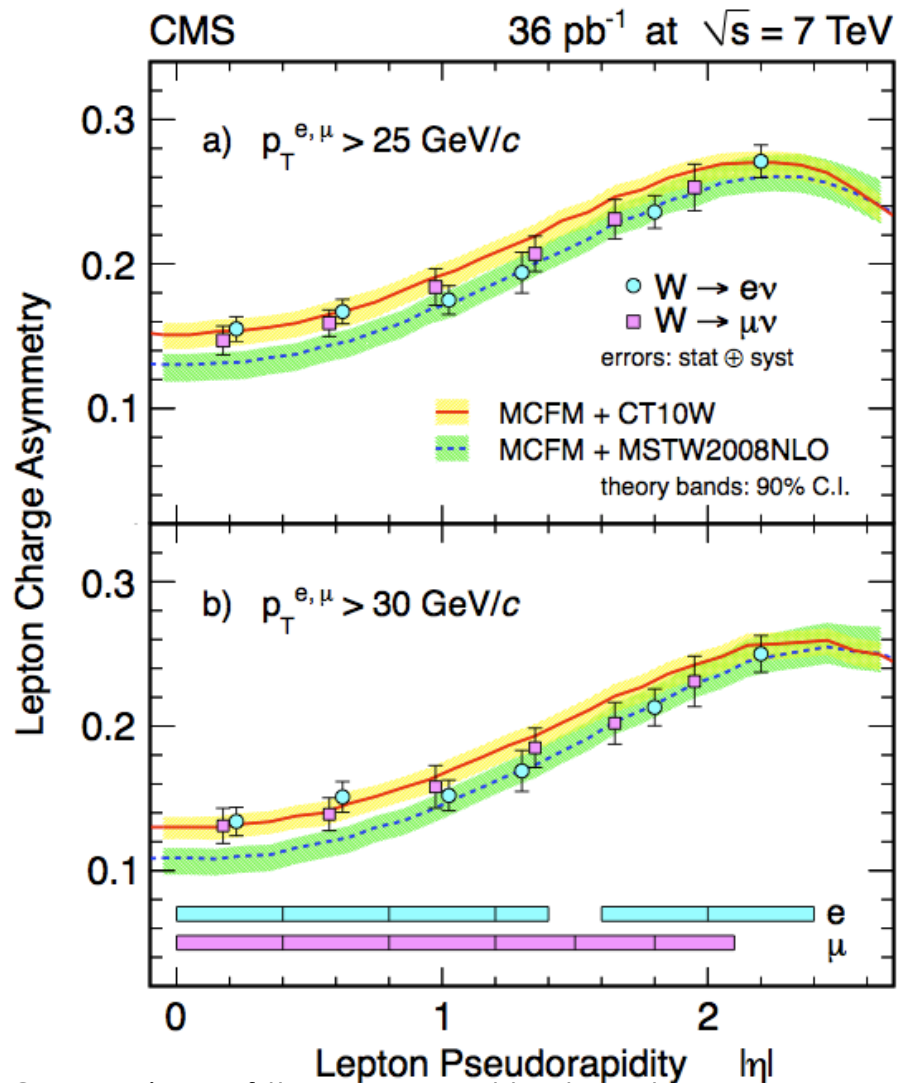 CMS 36 pb⁻¹ at √s = 7 TeV
a) p_T^{e, μ} > 25 GeV/c
0.3
0.2
0.1
W → eν
W → μν
errors: stat ⊕ syst
MCFM + CT10W
MCFM + MSTW2008NLO
theory bands: 90% C.I.
Lepton Charge Asymmetry
b) p_T^{e, μ} > 30 GeV/c
0.3
0.2
0.1
e
μ
0 1 2
Lepton Pseudorapidity |η|